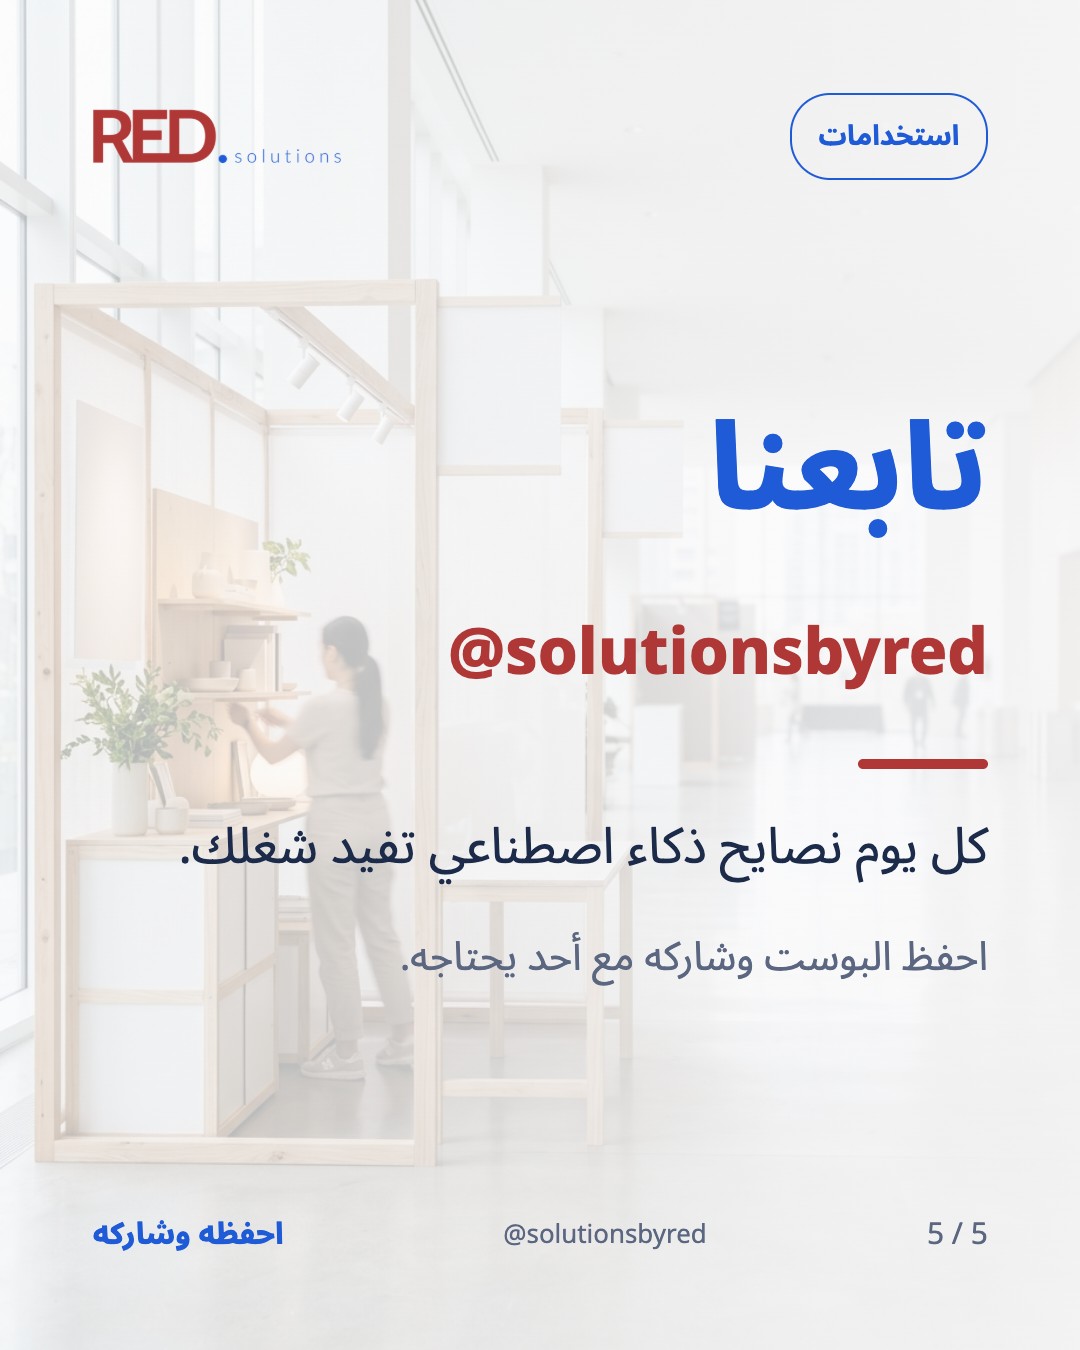 RED.solutions
استخدامات
تابعنا
@solutionsbyred
كل يوم نصايح ذكاء اصطناعي تفيد شغلك.
احفظ البوست وشاركه مع أحد يحتاجه.
5 / 5
@solutionsbyred
احفظه وشاركه